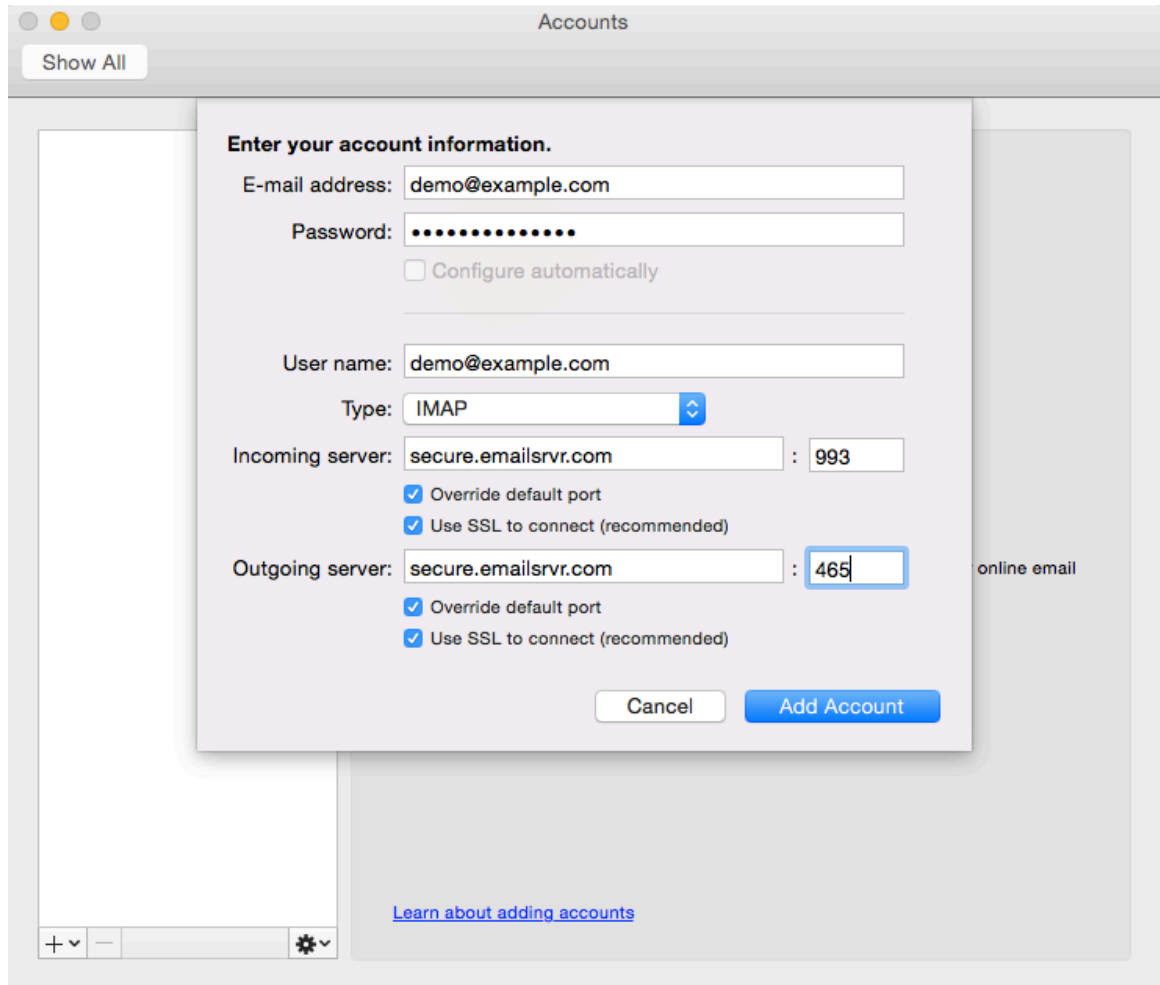 Accounts
Show All
Enter your account information.
E-mail address: demo@example.com
Password: ••••••••••••••
Configure automatically
User name: demo@example.com
Type: IMAP
Incoming server: secure.emailsrvr.com : 993
Override default port
Use SSL to connect (recommended)
Outgoing server: secure.emailsrvr.com : 465
online email
Override default port
Use SSL to connect (recommended)
Cancel Add Account
Learn about adding accounts